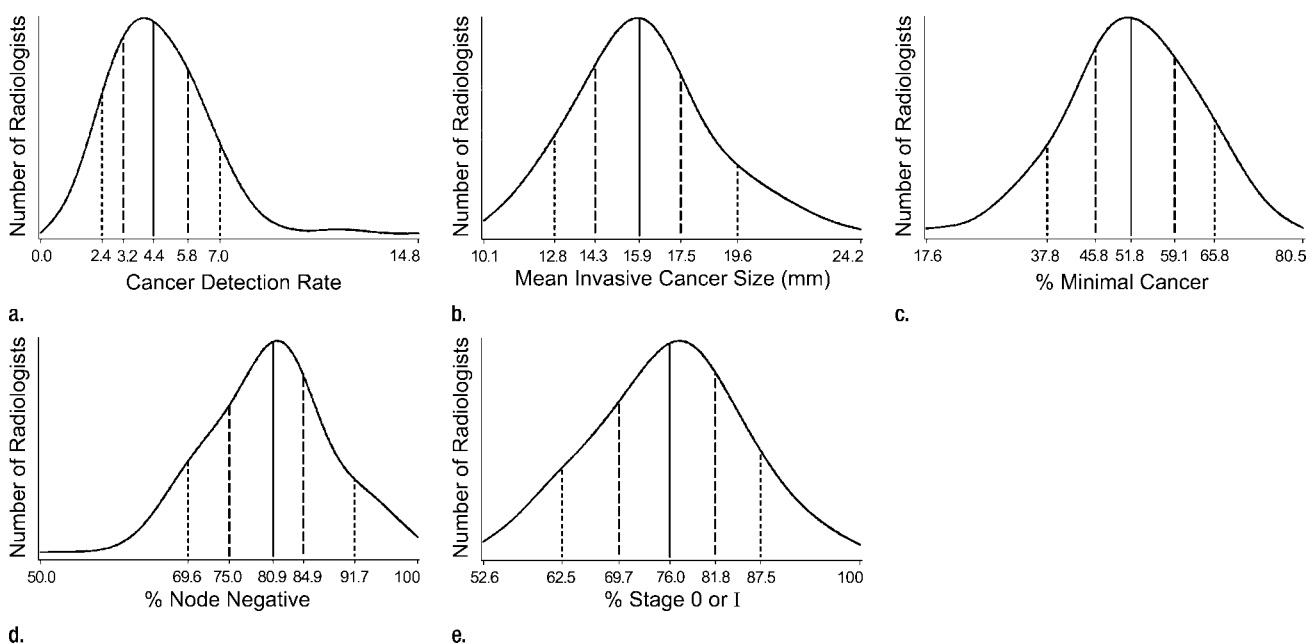 Number of Radiologists
0.0 2.4 3.2 4.4 5.8 7.0 14.8
Cancer Detection Rate
a.
Number of Radiologists
10.1 12.8 14.3 15.9 17.5 19.6 24.2
Mean Invasive Cancer Size (mm)
b.
Number of Radiologists
17.6 37.8 45.8 51.8 59.1 65.8 80.5
% Minimal Cancer
c.
Number of Radiologists
50.0 69.6 75.0 80.9 84.9 91.7 100
% Node Negative
d.
Number of Radiologists
52.6 62.5 69.7 76.0 81.8 87.5 100
% Stage 0 or I
e.